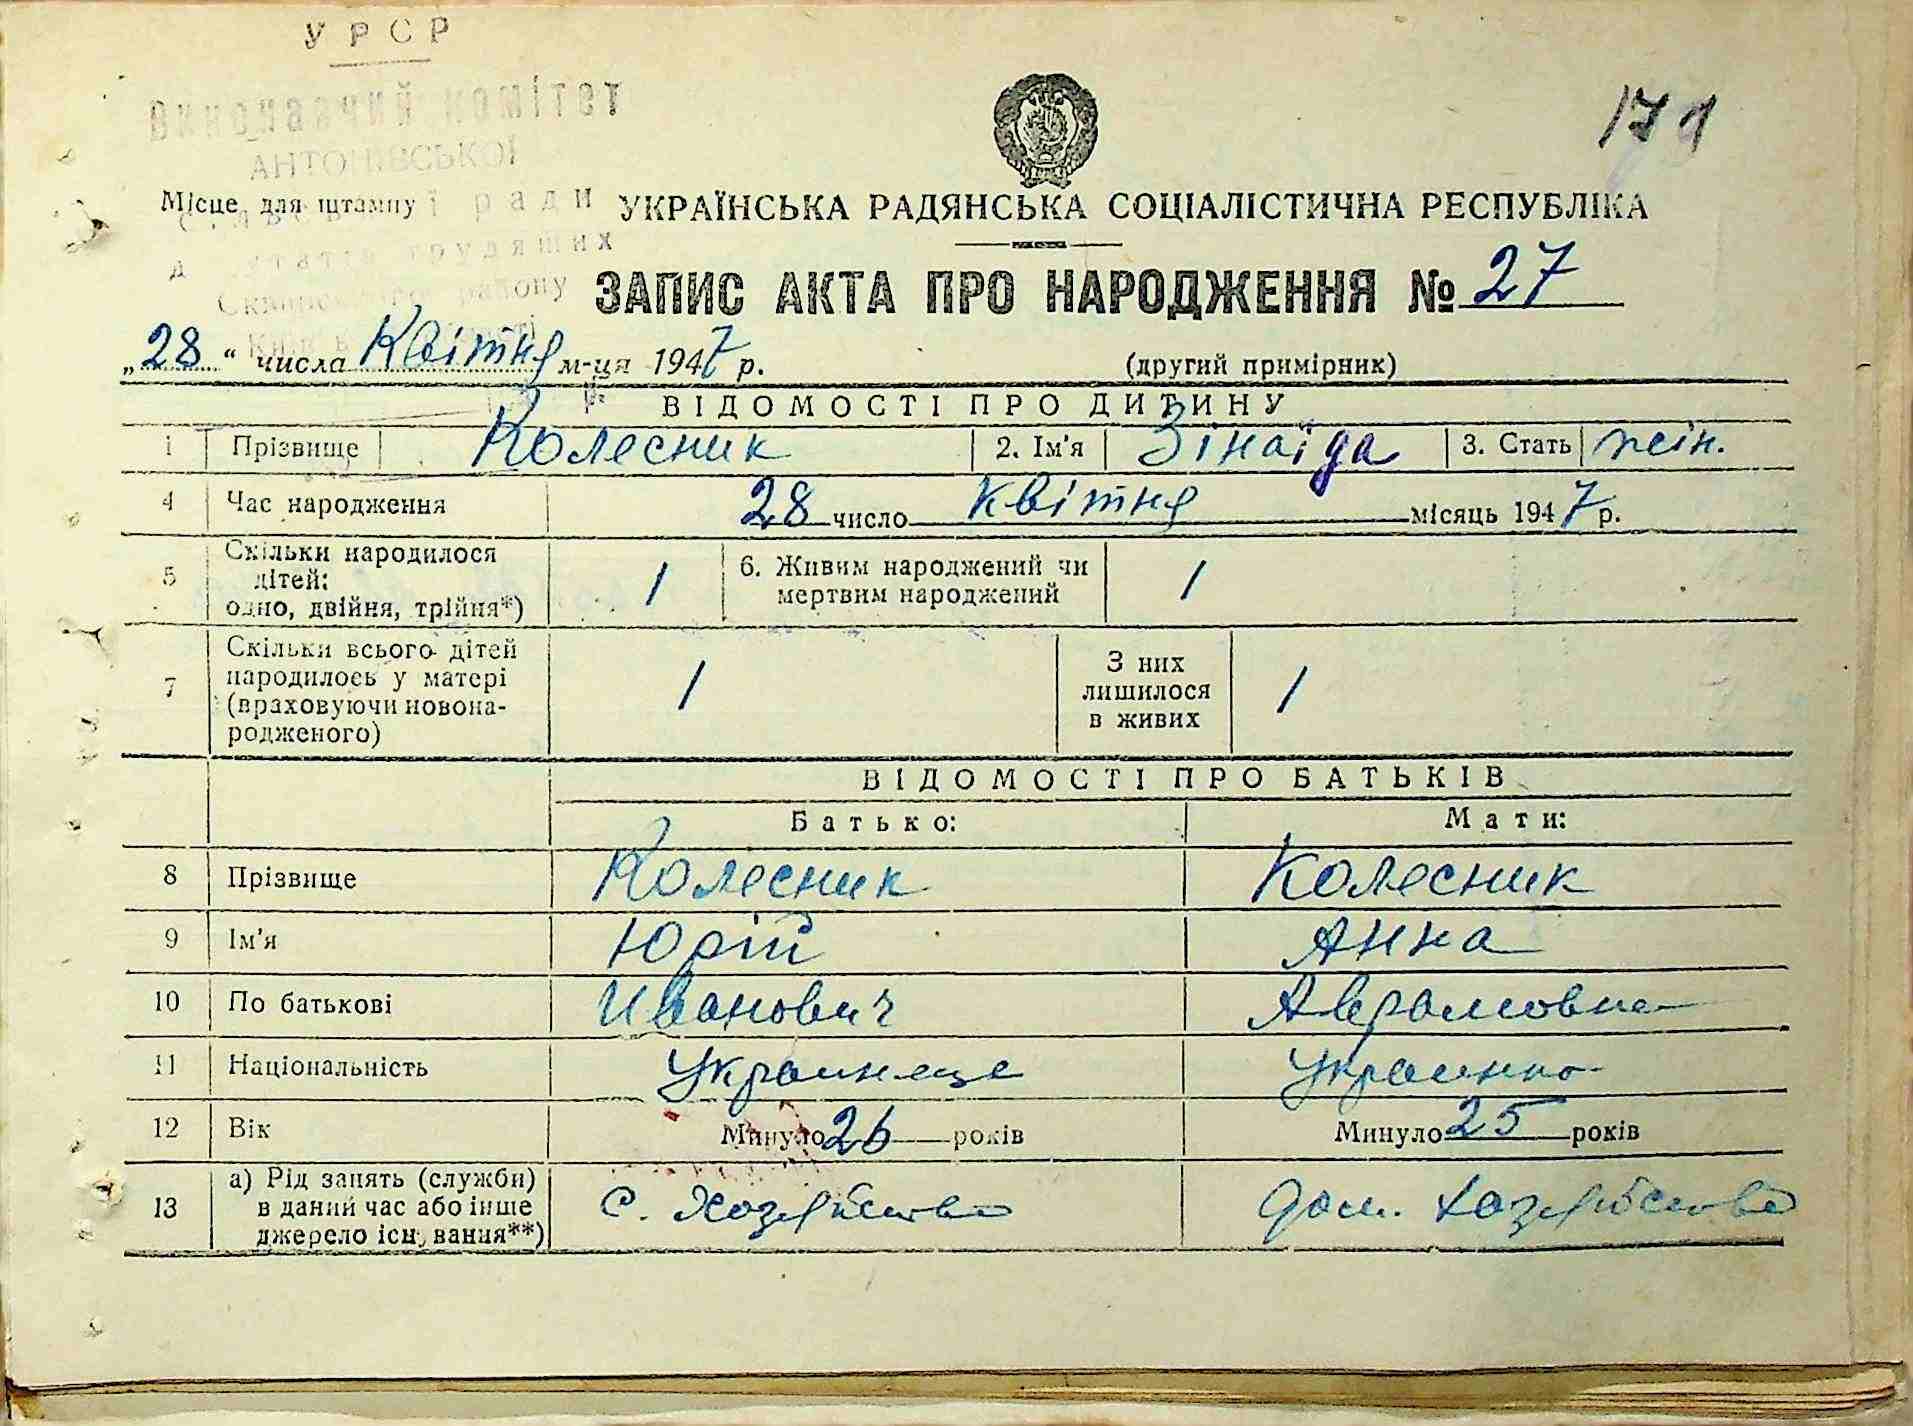 УРСР
Виконавчий комітет
АНТОНІВСЬКОЇ
Місце для штампу
ради
УКРАЇНСЬКА РАДЯНСЬКА СОЦІАЛІСТИЧНА РЕСПУБЛІКА
депутатів трудящих
Сквирського району
ЗАПИС АКТА ПРО НАРОДЖЕННЯ № 27
„28“ числа Квітня м-ця 1947 р.
(другий примірник)
ВІДОМОСТІ ПРО ДИТИНУ
1 Прізвище Колесник 2. Ім'я Зінаїда 3. Стать жін.
4 Час народження 28 число квітня місяць 1947 р.
5 Скільки народилося дітей: одно, двійня, трійня*) 1 6. Живим народжений чи мертвим народжений 1
7 Скільки всього дітей народилось у матері (враховуючи новонародженого) 1 З них лишилося в живих 1
ВІДОМОСТІ ПРО БАТЬКІВ
Батько: Мати:
8 Прізвище Колесник Колесник
9 Ім'я Юрій Анна
10 По батькові Иванович Аврамовна
11 Національність Украинец Украинка
12 Вік Минуло 26 років Минуло 25 років
13 а) Рід занять (служби) в даний час або інше джерело існування**) С. Хозяйство Дом. Хозяйство